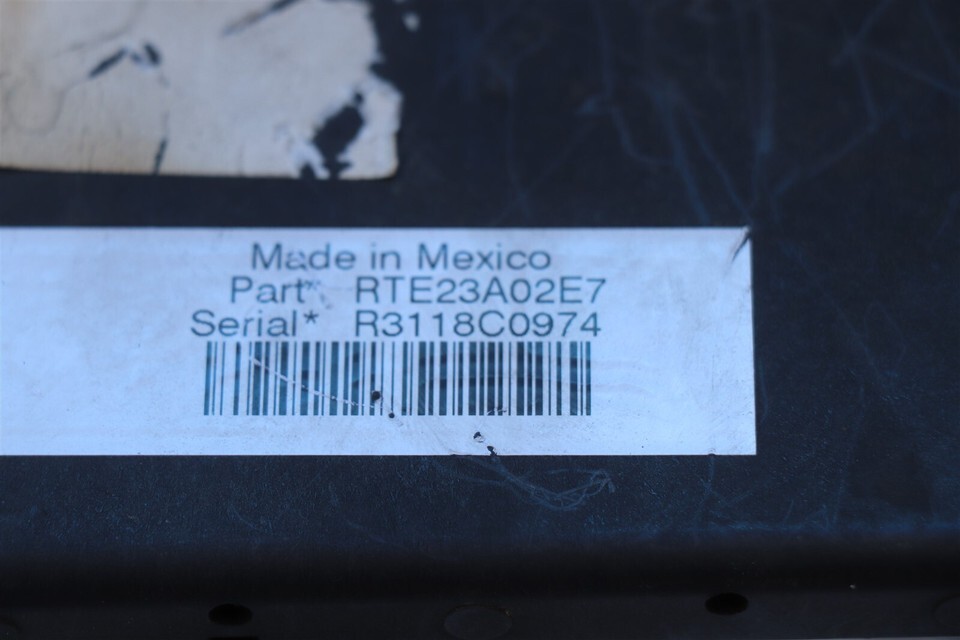 Made in Mexico
Part* RTE23A02E7
Serial* R3118C0974